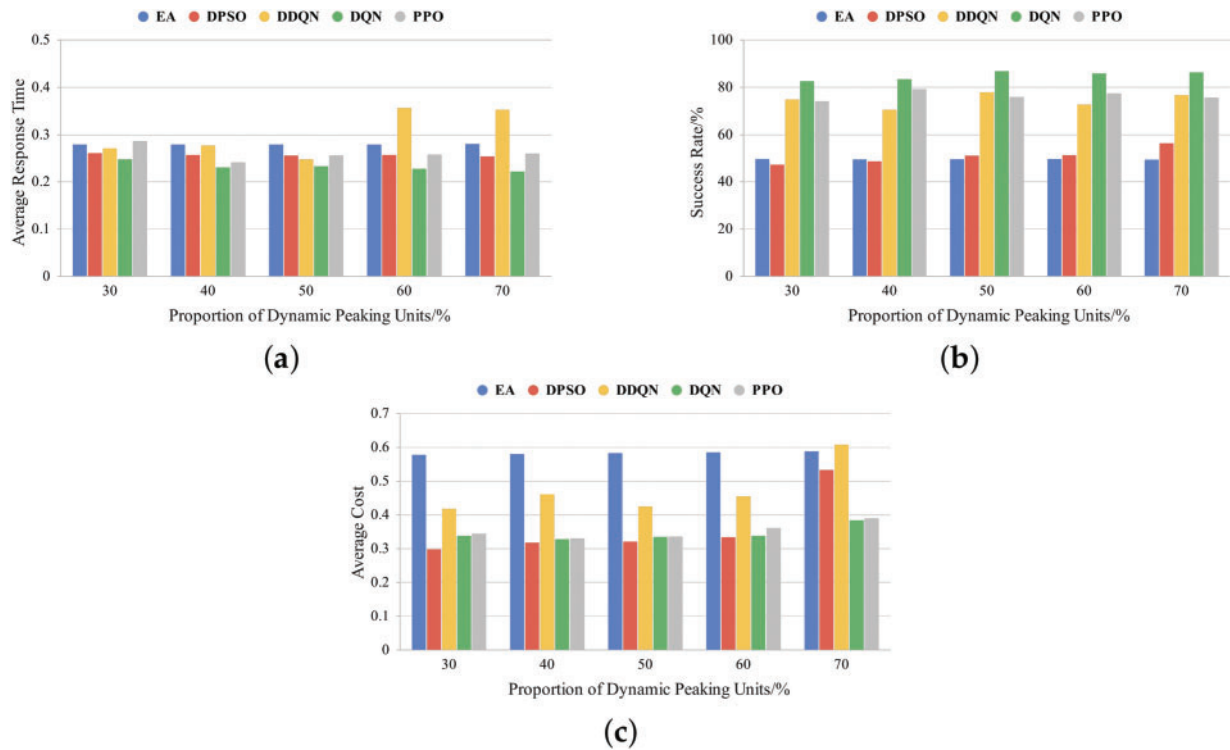 EA DPSO DDQN DQN PPO
0.5
0.4
0.3
0.2
0.1
0
Average Response Time
30 40 50 60 70
Proportion of Dynamic Peaking Units/%
(a)
EA DPSO DDQN DQN PPO
100
80
60
40
20
0
Success Rate/%
30 40 50 60 70
Proportion of Dynamic Peaking Units/%
(b)
EA DPSO DDQN DQN PPO
0.7
0.6
0.5
0.4
0.3
0.2
0.1
0
Average Cost
30 40 50 60 70
Proportion of Dynamic Peaking Units/%
(c)